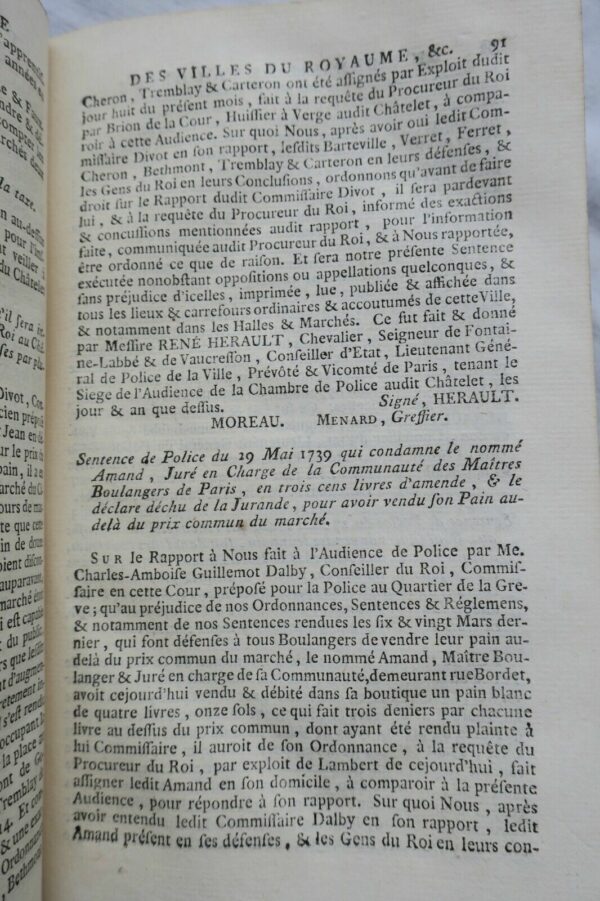 DES VILLES DU ROYAUME, &c. 91
Cheron, Tremblay & Carteron ont été assignés par Exploit dudit
jour huit du présent mois, fait à la requête du Procureur du Roi
par Brion de la Cour, Huissier à Verge audit Châtelet, à compa-
roir à cette Audience. Sur quoi Nous, après avoir oui ledit Com-
missaire Divot en son rapport, lesdits Barteville, Verret, Ferret,
Cheron, Bethmont, Tremblay & Carteron en leurs défenses, &
les Gens du Roi en leurs Conclusions, ordonnons qu'avant de faire
droit sur le Rapport dudit Commissaire Divot, il sera pardevant
lui, & à la requête du Procureur du Roi, informé des exactions
& concussions mentionnées audit rapport, pour l'information
faite, communiquée audit Procureur du Roi, & à Nous rapportée,
être ordonné ce que de raison. Et sera notre présente Sentence
exécutée nonobstant oppositions ou appellations quelconques, &
sans préjudice d'icelles, imprimée, lue, publiée & affichée dans
tous les lieux & carrefours ordinaires & accoutumés de cette Ville,
& notamment dans les Halles & Marchés. Ce fut fait & donné
par Messire RENÉ HERAULT, Chevalier, Seigneur de Fontai-
ne-Labbé & de Vaucresson, Conseiller d'Etat, Lieutenant Géné-
ral de Police de la Ville, Prévôté & Vicomté de Paris, tenant le
Siege de l'Audience de la Chambre de Police audit Châtelet, les
jour & an que dessus. Signé, HERAULT.
MOREAU. MENARD, Greffier.
Sentence de Police du 29 Mai 1739 qui condamne le nommé
Amand, Juré en Charge de la Communauté des Maîtres
Boulangers de Paris, en trois cens livres d'amende, & le
déclare déchu de la Jurande, pour avoir vendu son Pain au-
delà du prix commun du marché.
SUR le Rapport à Nous fait à l'Audience de Police par Me.
Charles-Amboise Guillemot Dalby, Conseiller du Roi, Commis-
saire en cette Cour, préposé pour la Police au Quartier de la Gre-
ve; qu'au préjudice de nos Ordonnances, Sentences & Réglemens,
& notamment de nos Sentences rendues les six & vingt Mars der-
nier, qui font défenses à tous Boulangers de vendre leur pain au-
delà du prix commun du marché, le nommé Amand, Maître Bou-
langer & Juré en charge de sa Communauté, demeurant rue Bordet,
avoit cejourd'hui vendu & débité dans sa boutique un pain blanc
de quatre livres, onze sols, ce qui fait trois deniers par chacune
livre au dessus du prix commun, dont ayant été rendu plainte à
lui Commissaire, il auroit de son Ordonnance, à la requête du
Procureur du Roi, par exploit de Lambert de cejourd'hui, fait
assigner ledit Amand en son domicile, à comparoir à la présente
Audience, pour répondre à son rapport. Sur quoi Nous, après
avoir entendu ledit Commissaire Dalby en son rapport, ledit
Amand présent en ses défenses, & les Gens du Roi en leurs con-